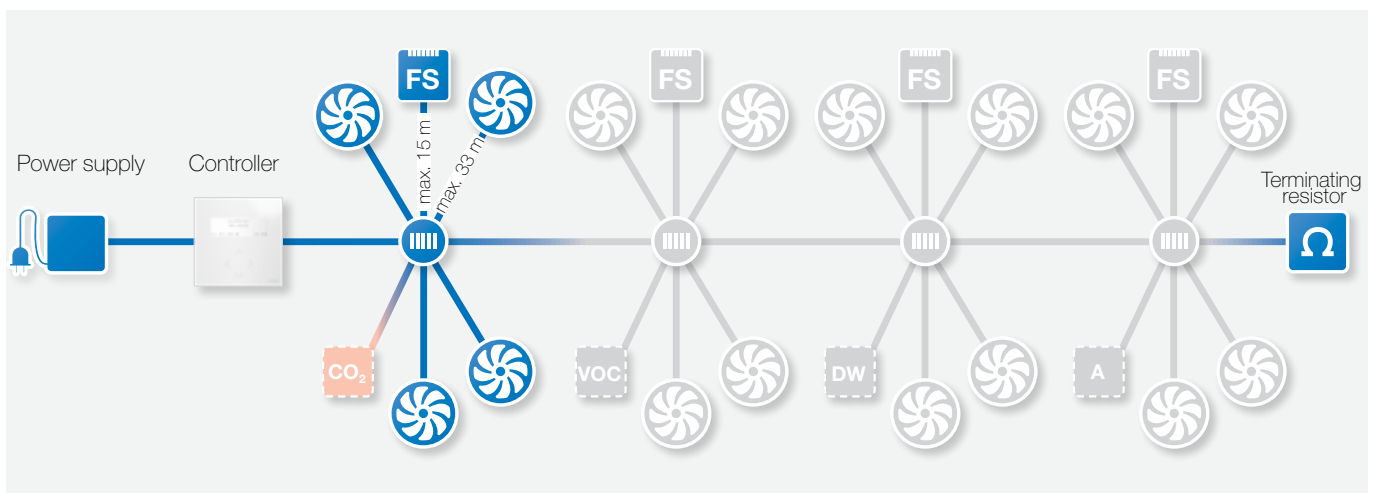 Power supply
Controller
FS
max. 15 m
max. 33 m
CO₂
FS
VOC
FS
DW
FS
A
Terminating
resistor
Ω